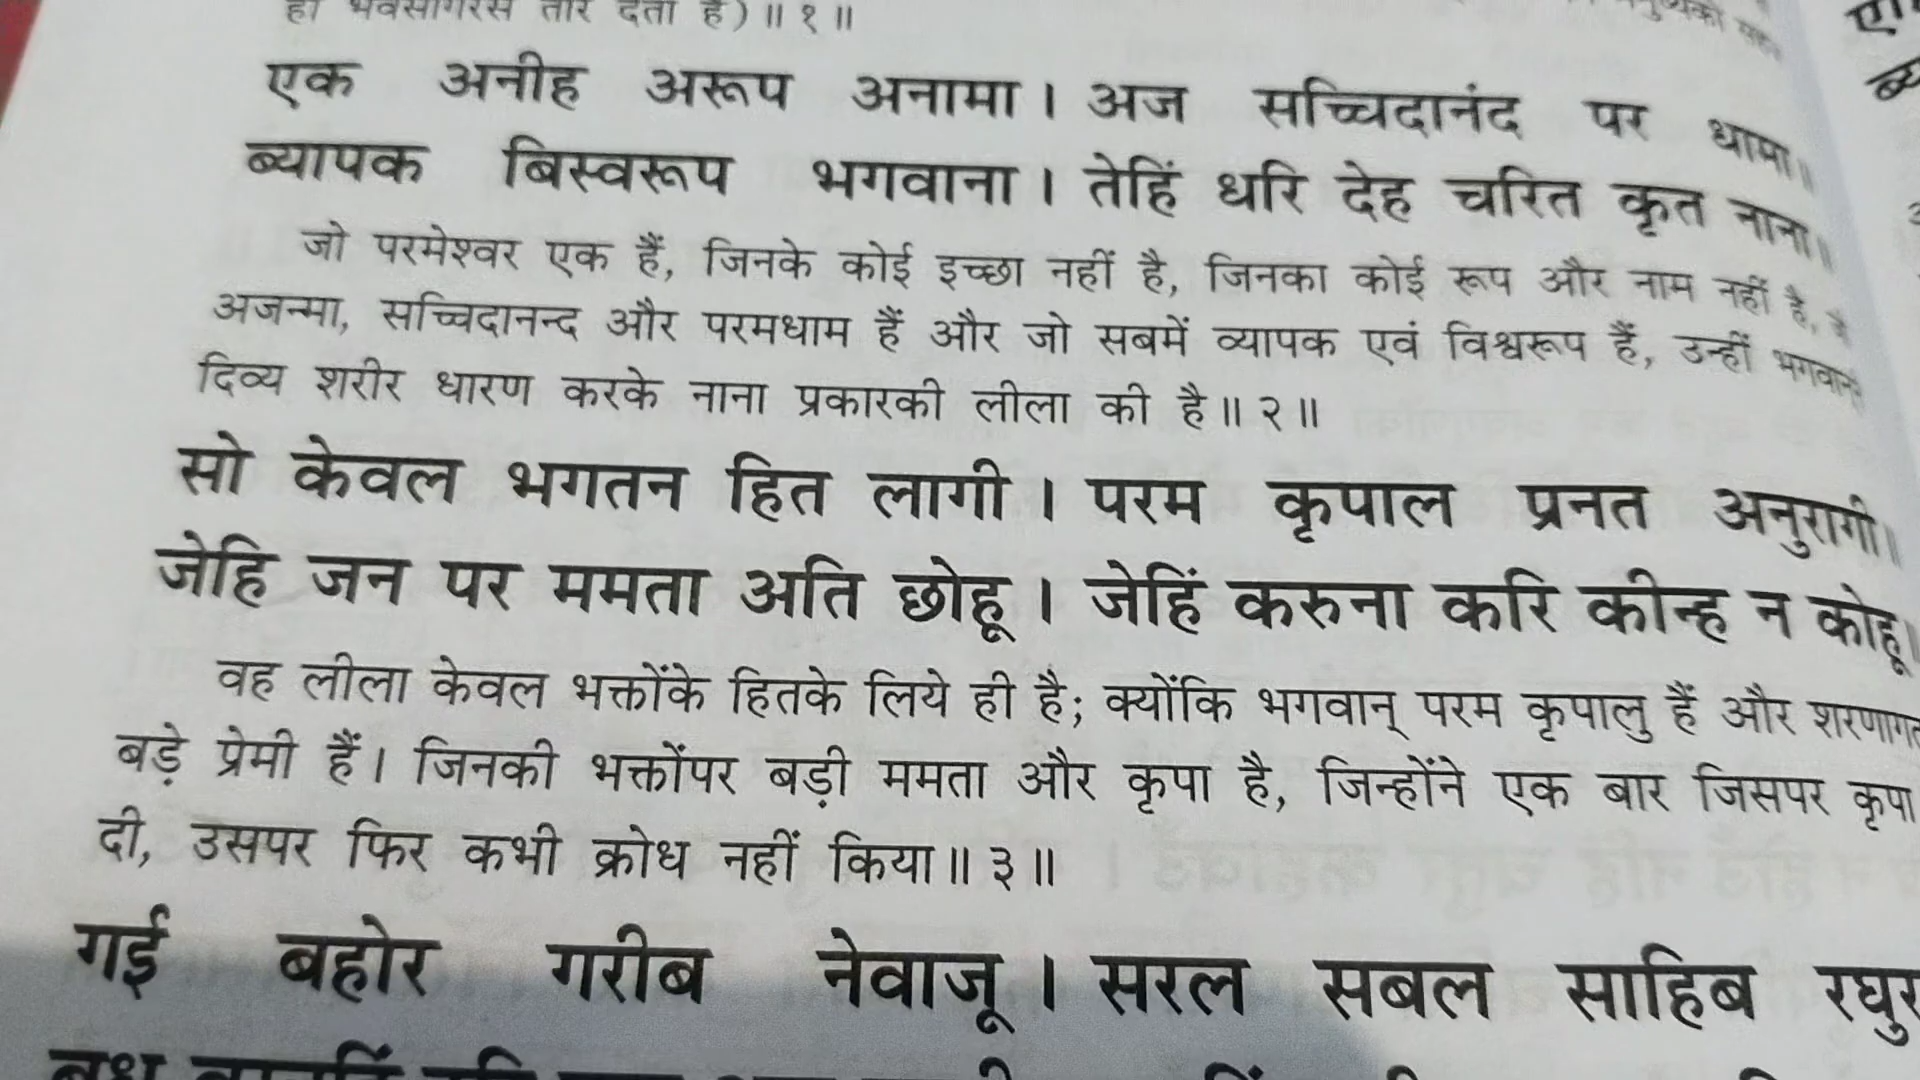 ही भवसागरसे तार देता है) ॥ १ ॥
एक अनीह अरूप अनामा । अज सच्चिदानंद पर धामा ॥
ब्यापक बिस्वरूप भगवाना । तेहिं धरि देह चरित कृत नाना ॥
जो परमेश्वर एक हैं, जिनके कोई इच्छा नहीं है, जिनका कोई रूप और नाम नहीं है,
अजन्मा, सच्चिदानन्द और परमधाम हैं और जो सबमें व्यापक एवं विश्वरूप हैं, उन्हीं भगवान्
दिव्य शरीर धारण करके नाना प्रकारकी लीला की है ॥ २ ॥
सो केवल भगतन हित लागी । परम कृपाल प्रनत अनुरागी ॥
जेहि जन पर ममता अति छोहू । जेहिं करुना करि कीन्ह न कोहू ॥
वह लीला केवल भक्तोंके हितके लिये ही है; क्योंकि भगवान् परम कृपालु हैं और शरणागत
बड़े प्रेमी हैं। जिनकी भक्तोंपर बड़ी ममता और कृपा है, जिन्होंने एक बार जिसपर कृपा
दी, उसपर फिर कभी क्रोध नहीं किया ॥ ३ ॥
गई बहोर गरीब नेवाजू । सरल सबल साहिब रघुर